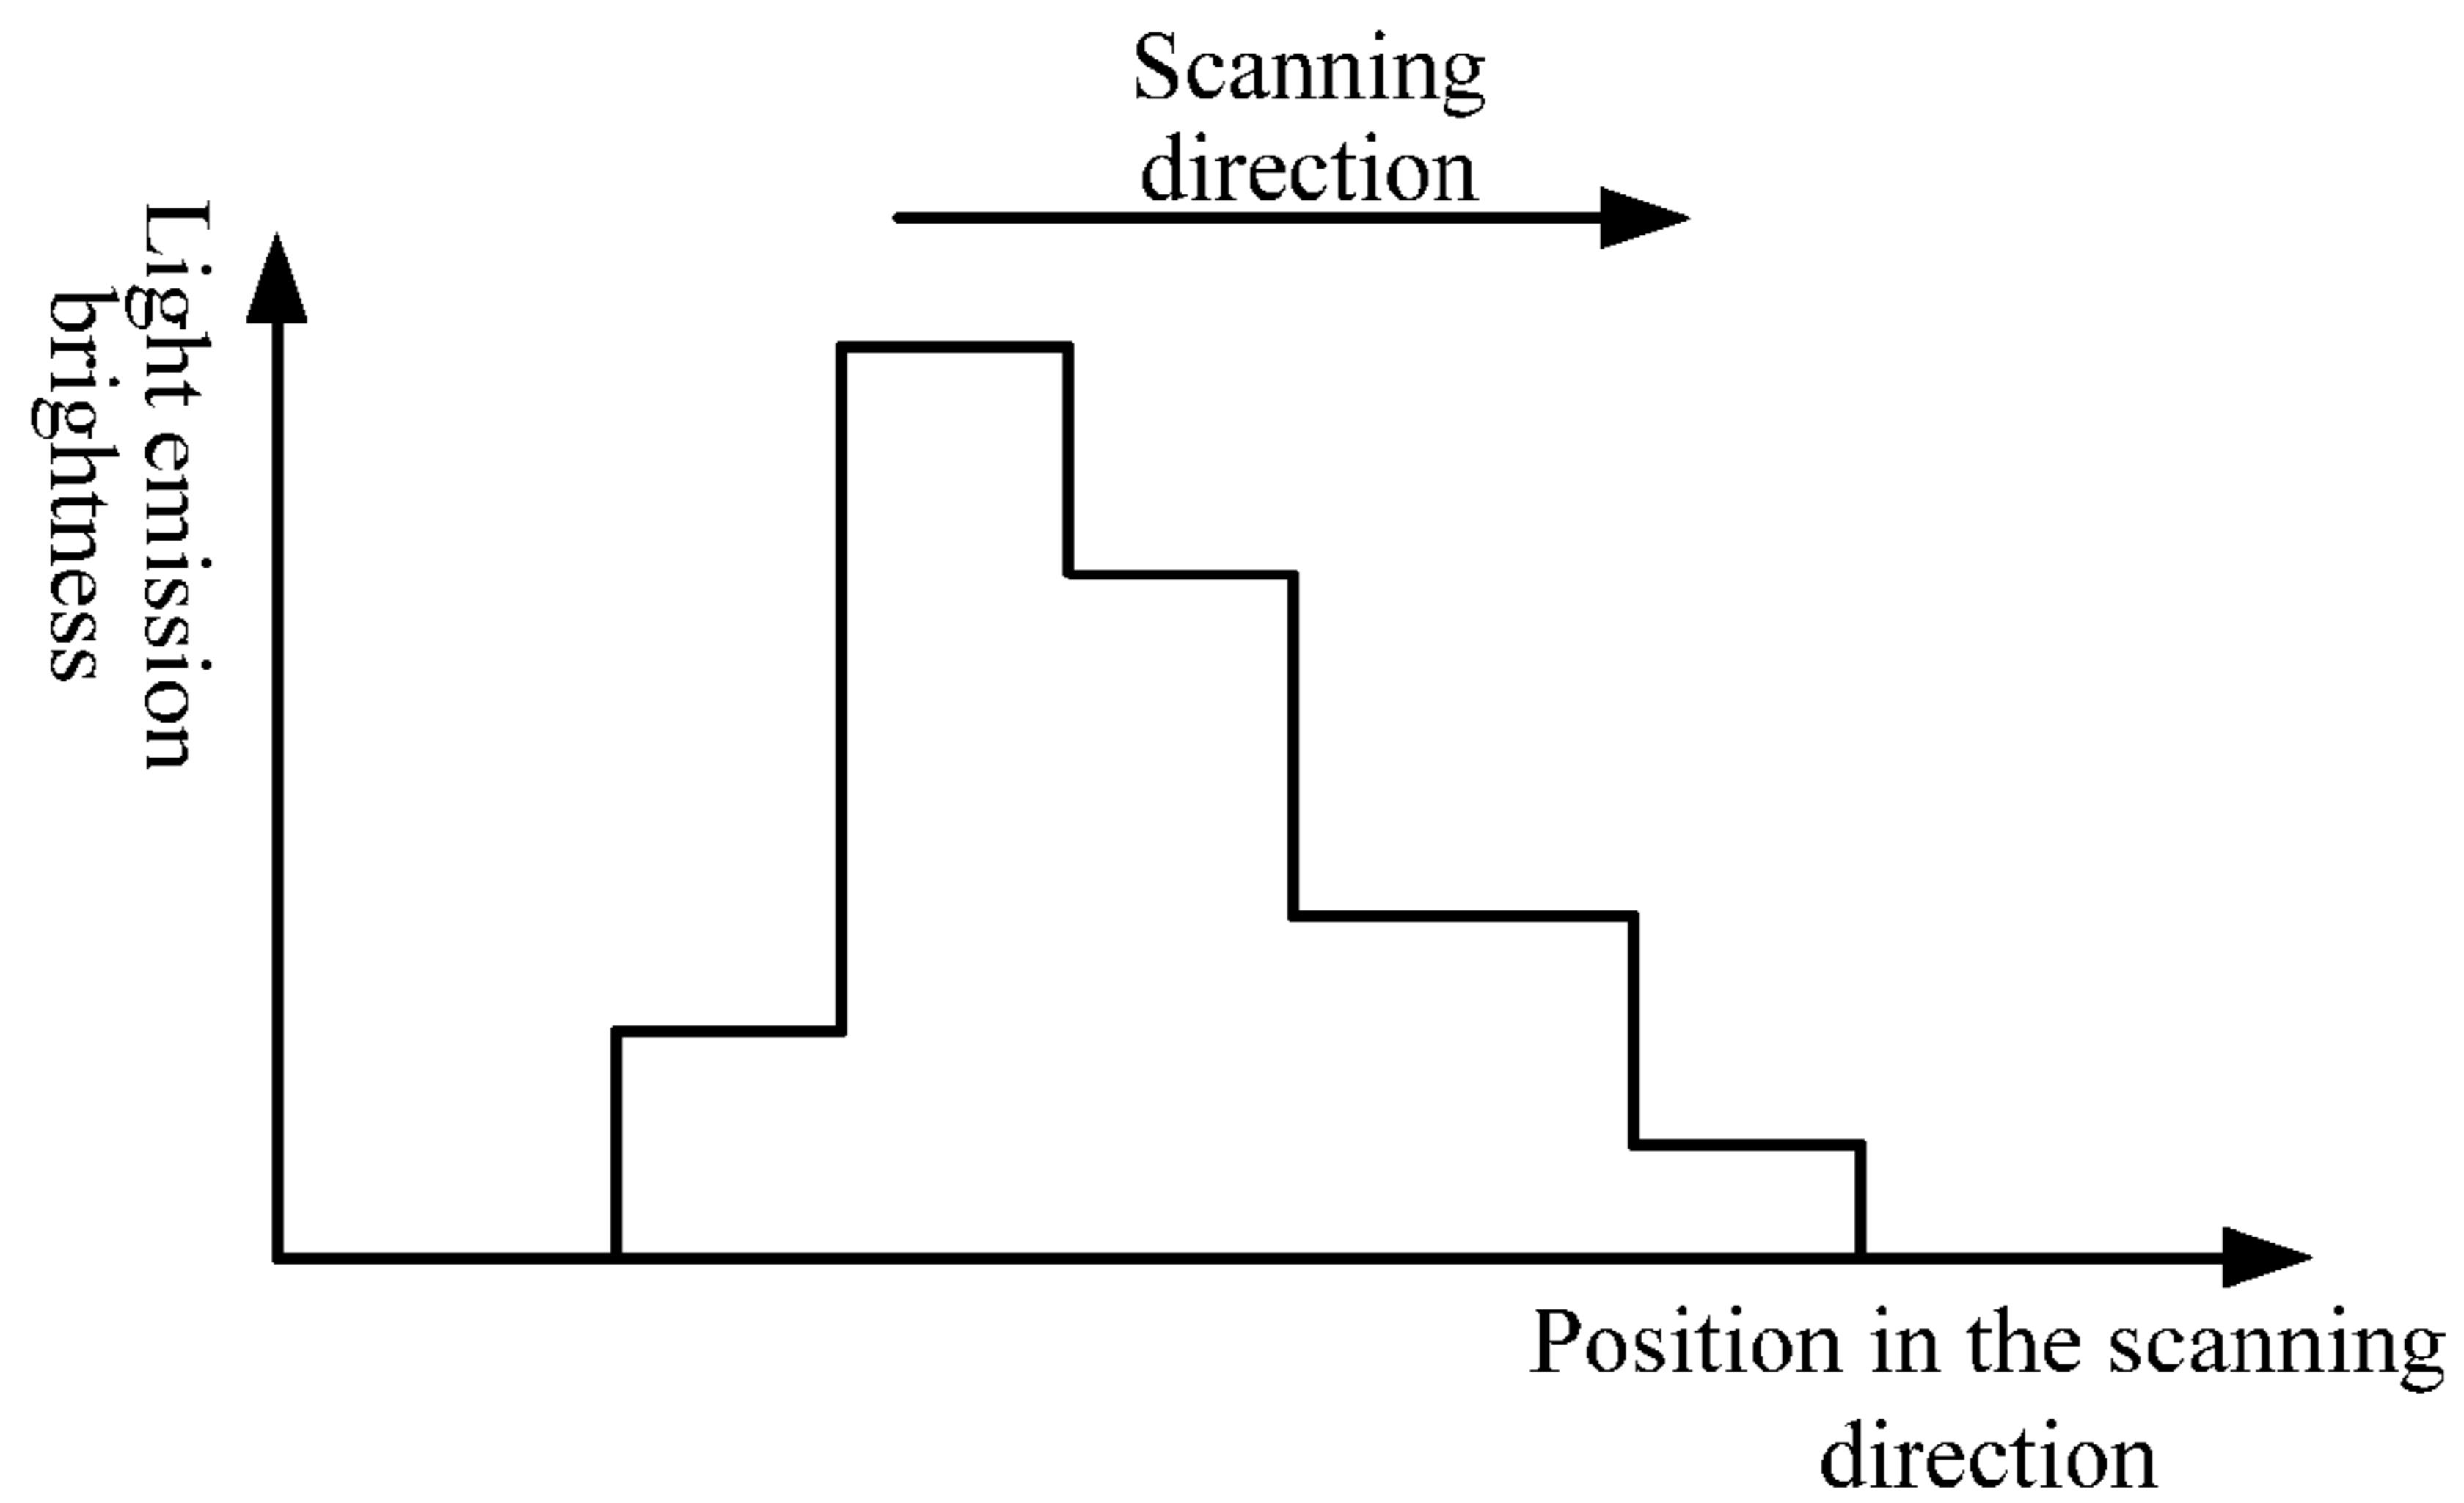 Scanning
direction
Light emission
brightness
Position in the scanning
direction